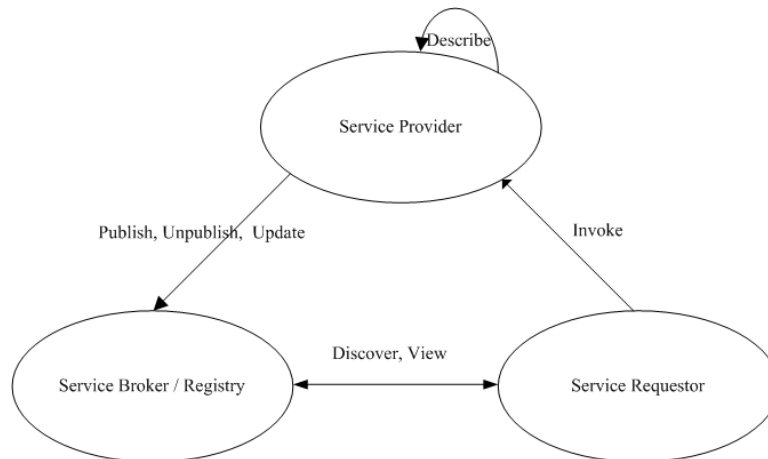 Describe
Service Provider
Publish, Unpublish,  Update
Invoke
Discover, View
Service Broker / Registry
Service Requestor